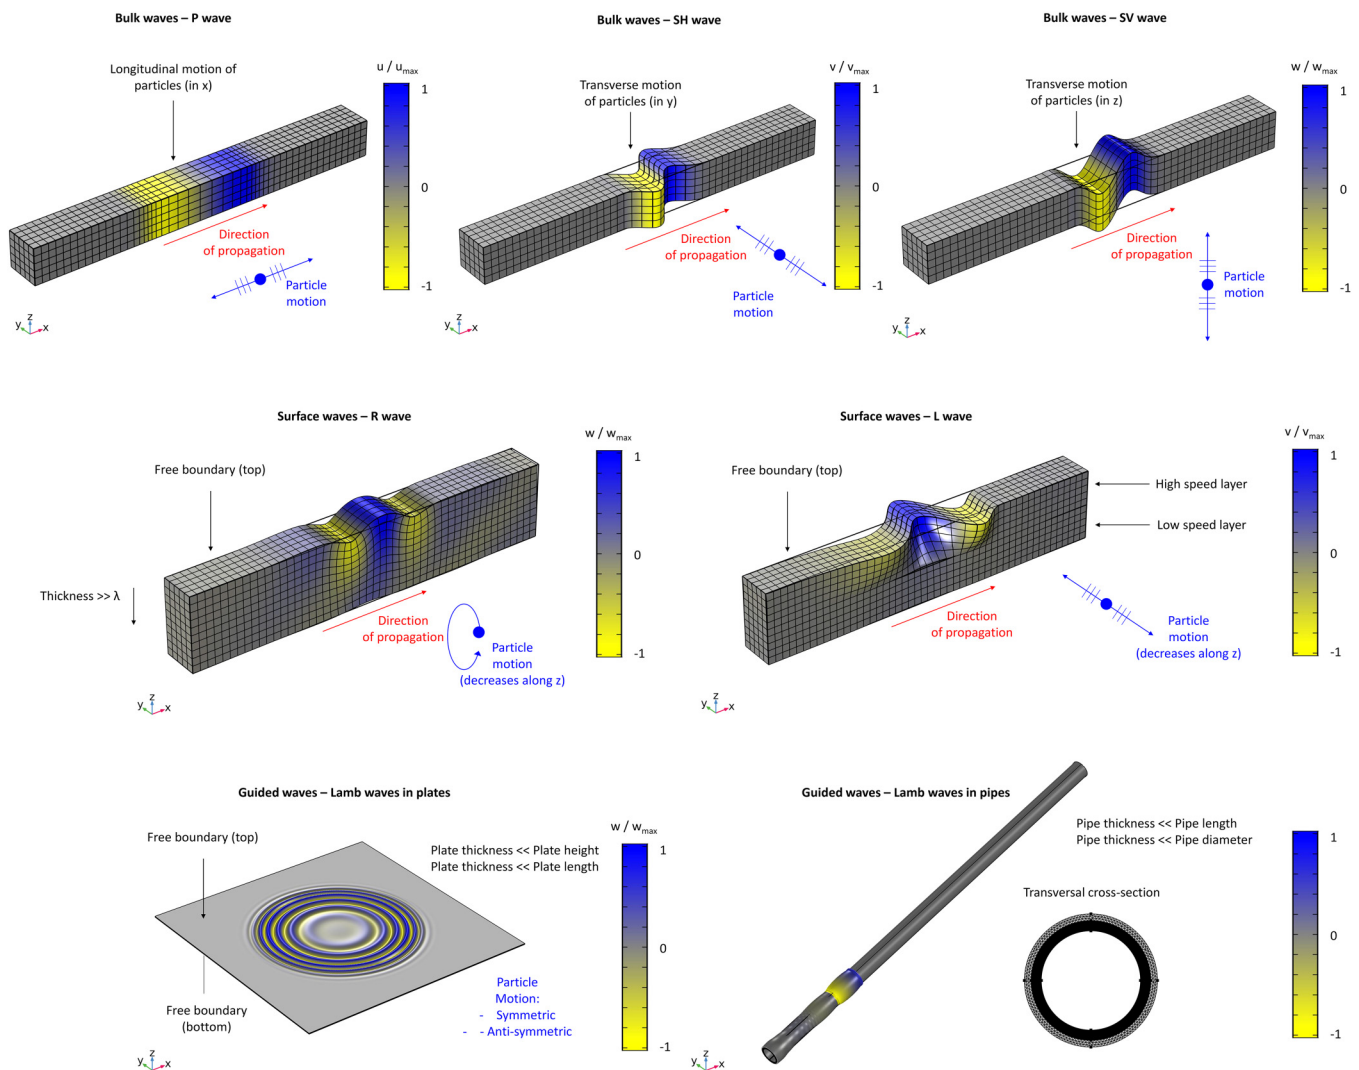 Bulk waves – P wave
Longitudinal motion of
particles (in x)
u / u_max
1
0
-1
Direction
of propagation
Particle
motion
z
y
x
Bulk waves – SH wave
Transverse motion
of particles (in y)
v / v_max
1
0
-1
Direction
of propagation
Particle
motion
z
y
x
Bulk waves – SV wave
Transverse motion
of particles (in z)
w / w_max
1
0
-1
Direction
of propagation
Particle
motion
z
y
x
Surface waves – R wave
Free boundary (top)
Thickness >> λ
w / w_max
1
0
-1
Direction
of propagation
Particle
motion
(decreases along z)
z
y
x
Surface waves – L wave
Free boundary (top)
v / v_max
1
0
-1
High speed layer
Low speed layer
Direction
of propagation
Particle
motion
(decreases along z)
z
y
x
Guided waves – Lamb waves in plates
Free boundary (top)
w / w_max
Plate thickness << Plate height
Plate thickness << Plate length
1
0
-1
Free boundary
(bottom)
Particle
Motion:
- Symmetric
- - Anti-symmetric
z
y
x
Guided waves – Lamb waves in pipes
Pipe thickness << Pipe length
Pipe thickness << Pipe diameter
Transversal cross-section
1
0
-1
z
y
x